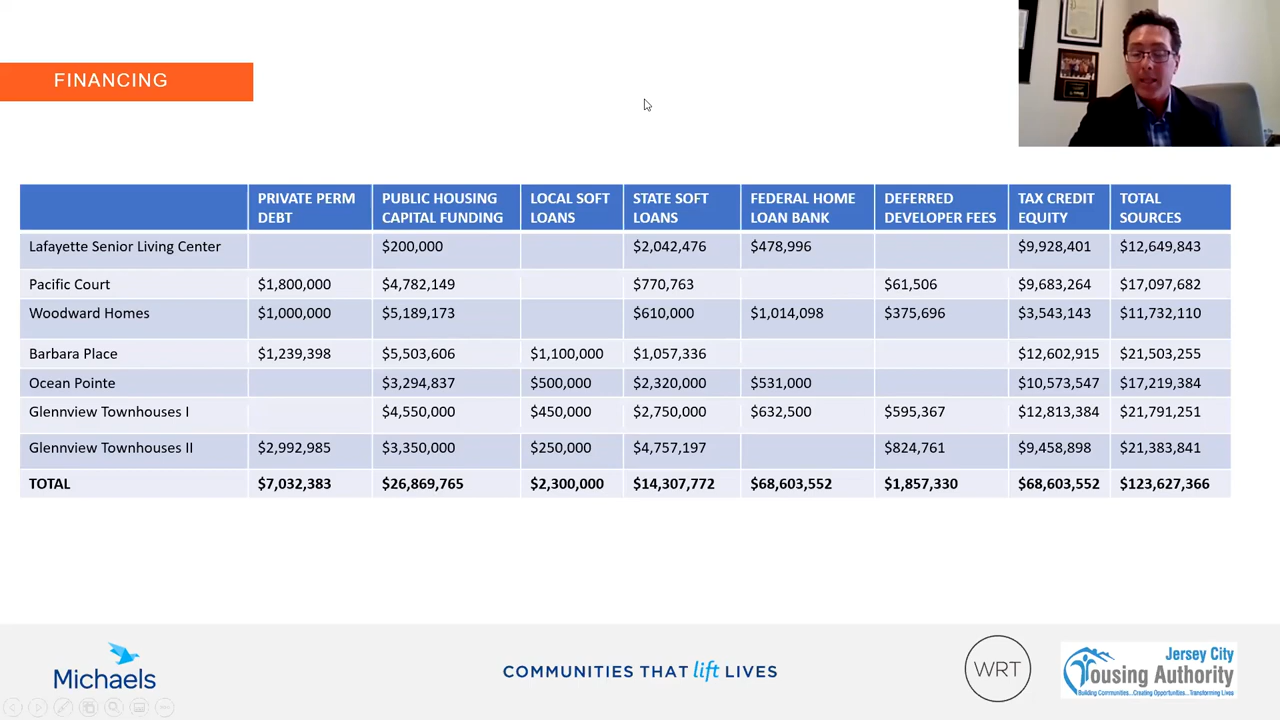 FINANCING
PRIVATE PERM DEBT PUBLIC HOUSING CAPITAL FUNDING LOCAL SOFT LOANS STATE SOFT LOANS FEDERAL HOME LOAN BANK DEFERRED DEVELOPER FEES TAX CREDIT EQUITY TOTAL SOURCES
Lafayette Senior Living Center $200,000 $2,042,476 $478,996 $9,928,401 $12,649,843
Pacific Court $1,800,000 $4,782,149 $770,763 $61,506 $9,683,264 $17,097,682
Woodward Homes $1,000,000 $5,189,173 $610,000 $1,014,098 $375,696 $3,543,143 $11,732,110
Barbara Place $1,239,398 $5,503,606 $1,100,000 $1,057,336 $12,602,915 $21,503,255
Ocean Pointe $3,294,837 $500,000 $2,320,000 $531,000 $10,573,547 $17,219,384
Glennview Townhouses I $4,550,000 $450,000 $2,750,000 $632,500 $595,367 $12,813,384 $21,791,251
Glennview Townhouses II $2,992,985 $3,350,000 $250,000 $4,757,197 $824,761 $9,458,898 $21,383,841
TOTAL $7,032,383 $26,869,765 $2,300,000 $14,307,772 $68,603,552 $1,857,330 $68,603,552 $123,627,366
Michaels
COMMUNITIES THAT lift LIVES
WRT
Jersey City
Housing Authority
Building Communities...Creating Opportunities...Transforming Lives